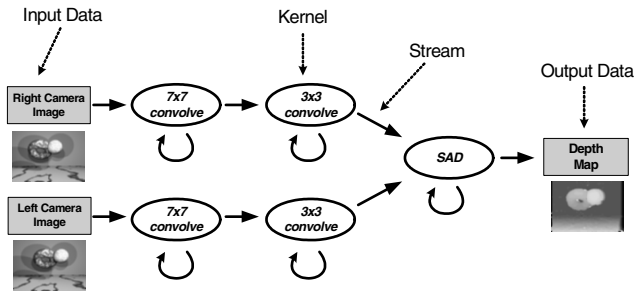 Input Data
Kernel
Stream
Output Data
Right Camera
Image
7x7
convolve
3x3
convolve
SAD
Depth
Map
Left Camera
Image
7x7
convolve
3x3
convolve